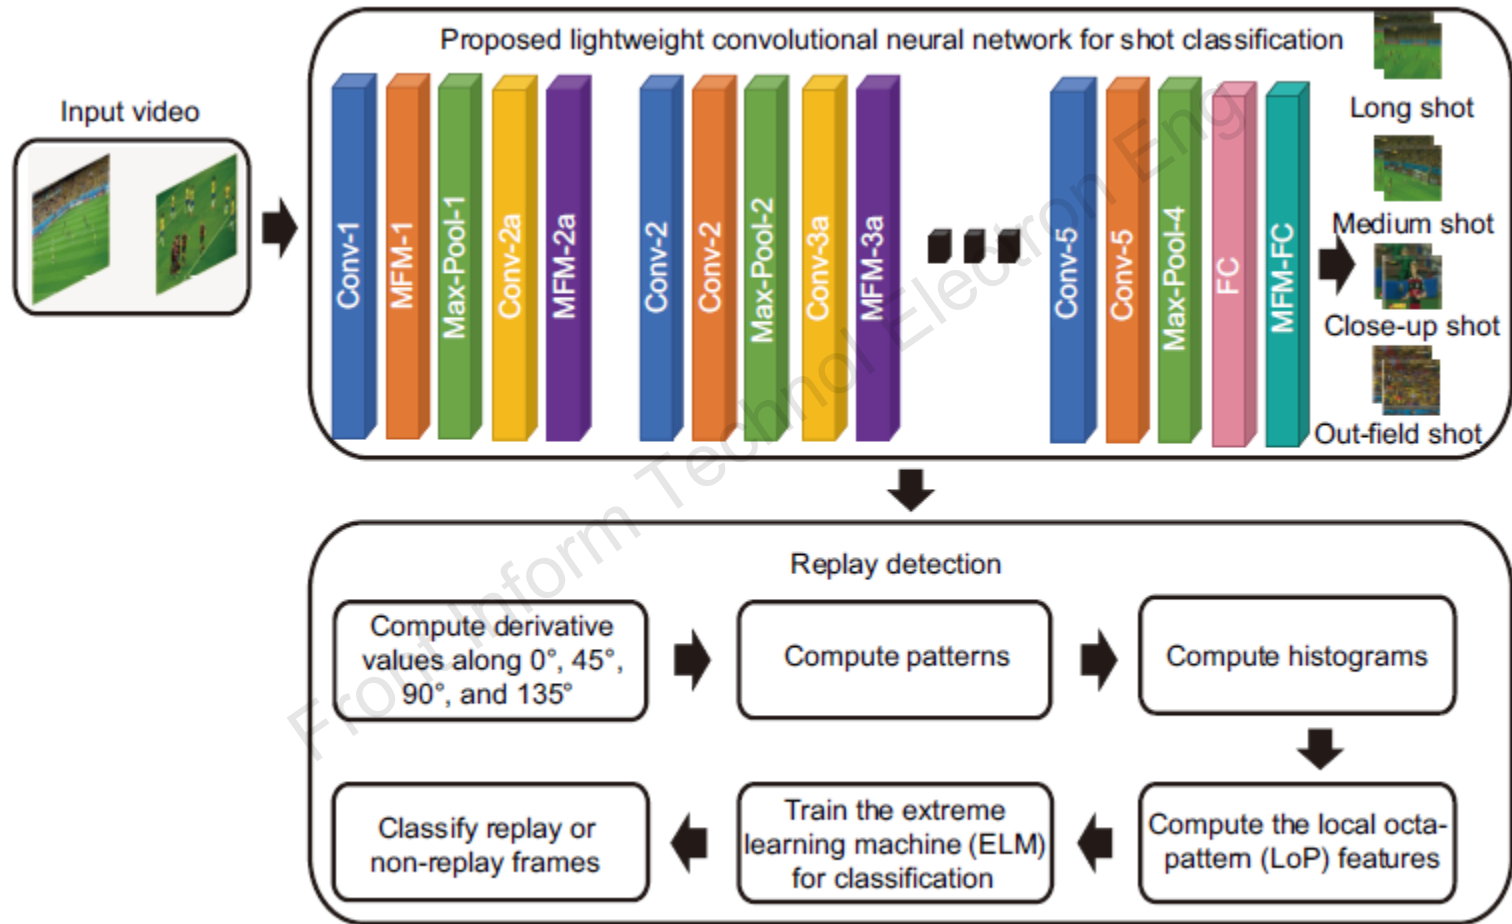 Proposed lightweight convolutional neural network for shot classification
Input video
Conv-1
MFM-1
Max-Pool-1
Conv-2a
MFM-2a
Conv-2
Conv-2
Max-Pool-2
Conv-3a
MFM-3a
Conv-5
Conv-5
Max-Pool-4
FC
MFM-FC
Long shot
Medium shot
Close-up shot
Out-field shot
Replay detection
Compute derivative
values along 0°, 45°,
90°, and 135°
Compute patterns
Compute histograms
Compute the local octa-
pattern (LoP) features
Train the extreme
learning machine (ELM)
for classification
Classify replay or
non-replay frames
Front Inform Technol Electron Eng